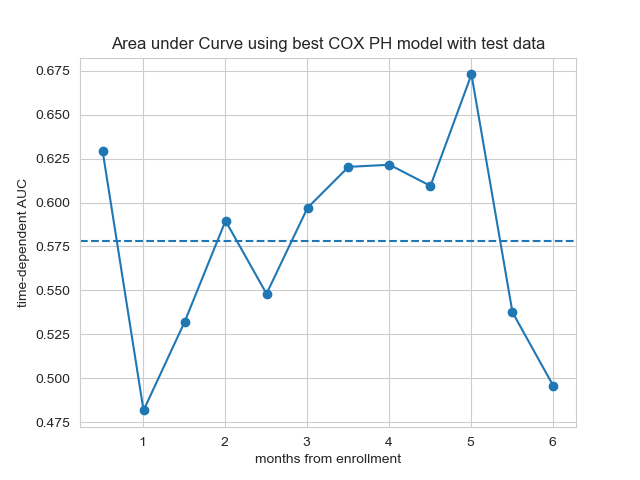 Area under Curve using best COX PH model with test data
0.675
0.650
0.625
0.600
0.575
0.550
0.525
0.500
0.475
time-dependent AUC
1 2 3 4 5 6
months from enrollment